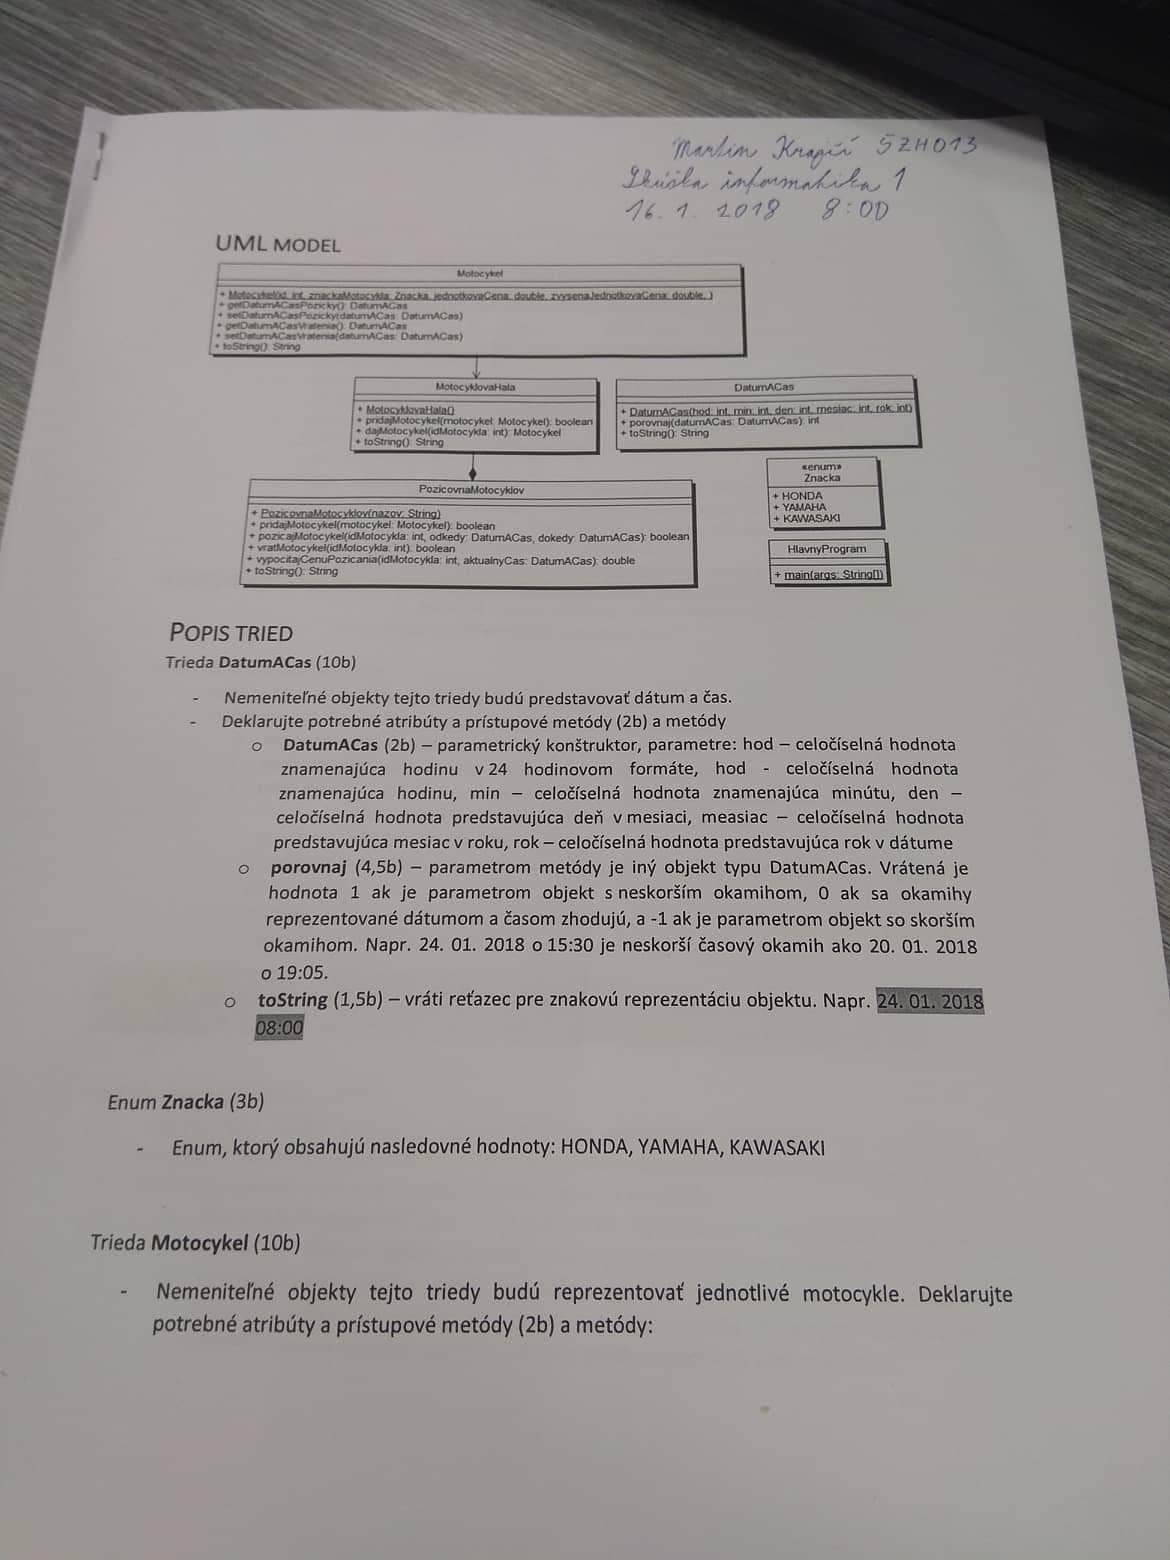 Martin Krajčí 5ZH013
Skúška informatika 1
16. 1. 2018 8:00
UML MODEL
Motocykel
+ Motocykel(id: int, znackaMotocykla: Znacka, jednotkovaCena: double, zvysenaJednotkovaCena: double, )
+ getDatumACasPozicky(): DatumACas
+ setDatumACasPozicky(datumACas: DatumACas)
+ getDatumACasVratenia(): DatumACas
+ setDatumACasVratenia(datumACas: DatumACas)
+ toString(): String
MotocyklovaHala
+ MotocyklovaHala()
+ pridajMotocykel(motocykel: Motocykel): boolean
+ dajMotocykel(idMotocykla: int): Motocykel
+ toString(): String
DatumACas
+ DatumACas(hod: int, min: int, den: int, mesiac: int, rok: int)
+ porovnaj(datumACas: DatumACas): int
+ toString(): String
«enum»
Znacka
+ HONDA
+ YAMAHA
+ KAWASAKI
PozicovnaMotocyklov
+ PozicovnaMotocyklov(nazov: String)
+ pridajMotocykel(motocykel: Motocykel): boolean
+ pozicajMotocykel(idMotocykla: int, odkedy: DatumACas, dokedy: DatumACas): boolean
+ vratMotocykel(idMotocykla: int): boolean
+ vypocitajCenuPozicania(idMotocykla: int, aktualnyCas: DatumACas): double
+ toString(): String
HlavnyProgram
+ main(args: String[])
POPIS TRIED
Trieda DatumACas (10b)
- Nemeniteľné objekty tejto triedy budú predstavovať dátum a čas.
- Deklarujte potrebné atribúty a prístupové metódy (2b) a metódy
o DatumACas (2b) – parametrický konštruktor, parametre: hod – celočíselná hodnota
znamenajúca hodinu v 24 hodinovom formáte, hod - celočíselná hodnota
znamenajúca hodinu, min – celočíselná hodnota znamenajúca minútu, den –
celočíselná hodnota predstavujúca deň v mesiaci, measiac – celočíselná hodnota
predstavujúca mesiac v roku, rok – celočíselná hodnota predstavujúca rok v dátume
o porovnaj (4,5b) – parametrom metódy je iný objekt typu DatumACas. Vrátená je
hodnota 1 ak je parametrom objekt s neskorším okamihom, 0 ak sa okamihy
reprezentované dátumom a časom zhodujú, a -1 ak je parametrom objekt so skorším
okamihom. Napr. 24. 01. 2018 o 15:30 je neskorší časový okamih ako 20. 01. 2018
o 19:05.
o toString (1,5b) – vráti reťazec pre znakovú reprezentáciu objektu. Napr. 24. 01. 2018
08:00
Enum Znacka (3b)
- Enum, ktorý obsahujú nasledovné hodnoty: HONDA, YAMAHA, KAWASAKI
Trieda Motocykel (10b)
- Nemeniteľné objekty tejto triedy budú reprezentovať jednotlivé motocykle. Deklarujte
potrebné atribúty a prístupové metódy (2b) a metódy: